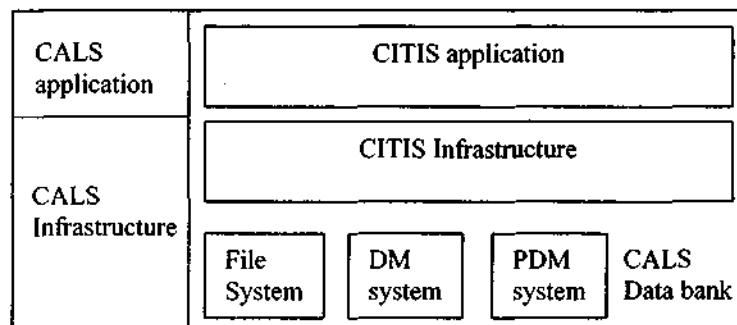 CALS
application
CITIS application
CALS
Infrastructure
CITIS Infrastructure
File
System
DM
system
PDM
system
CALS
Data bank